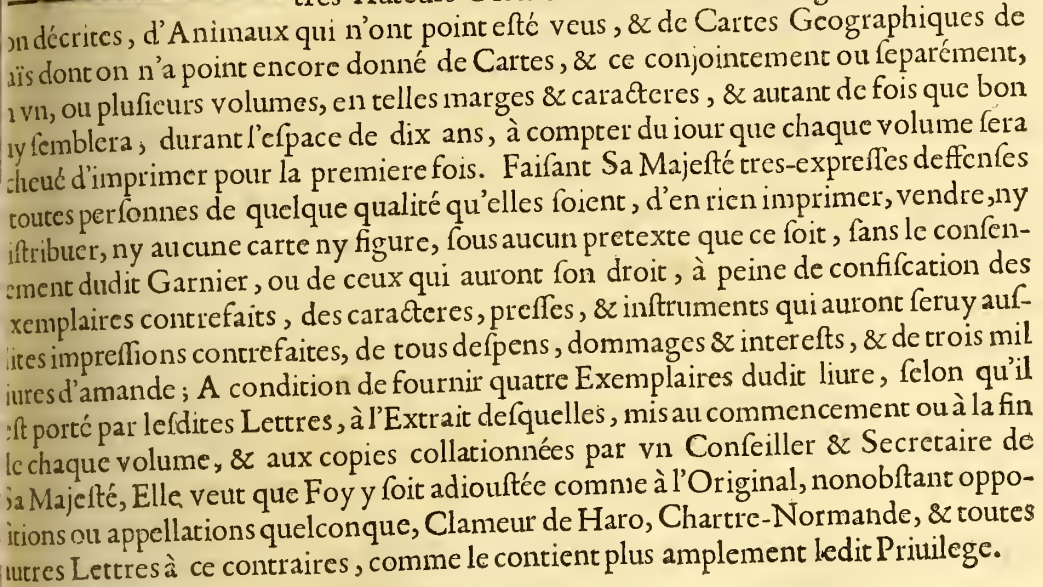 décrites, d'Animaux qui n'ont point eſté veus, & de Cartes Geographiques de
dont on n'a point encore donné de Cartes, & ce conjointement ou ſeparément,
vn, ou pluſieurs volumes, en telles marges & caracteres, & autant de fois que bon
ſemblera, durant l'eſpace de dix ans, à compter du iour que chaque volume ſera
d'imprimer pour la premiere fois. Faiſant Sa Majeſté tres-expreſſes deffenſes
toutes perſonnes de quelque qualité qu'elles ſoient, d'en rien imprimer, vendre, ny
iſtribuer, ny aucune carte ny figure, ſous aucun pretexte que ce ſoit, ſans le conſen-
ement dudit Garnier, ou de ceux qui auront ſon droit, à peine de confiſcation des
xemplaires contrefaits, des caracteres, preſſes, & inſtruments qui auront ſeruy auſ-
ites impreſſions contrefaites, de tous deſpens, dommages & intereſts, & de trois mil
iures d'amande; A condition de fournir quatre Exemplaires dudit liure, ſelon qu'il
eſt porté par leſdites Lettres, à l'Extrait deſquelles, mis au commencement ou à la fin
de chaque volume, & aux copies collationnées par vn Conſeiller & Secretaire de
Sa Majeſté, Elle veut que Foy y ſoit adiouſtée comme à l'Original, nonobſtant oppo-
itions ou appellations quelconque, Clameur de Haro, Chartre-Normande, & toutes
autres Lettres à ce contraires, comme le contient plus amplement ledit Priuilege.